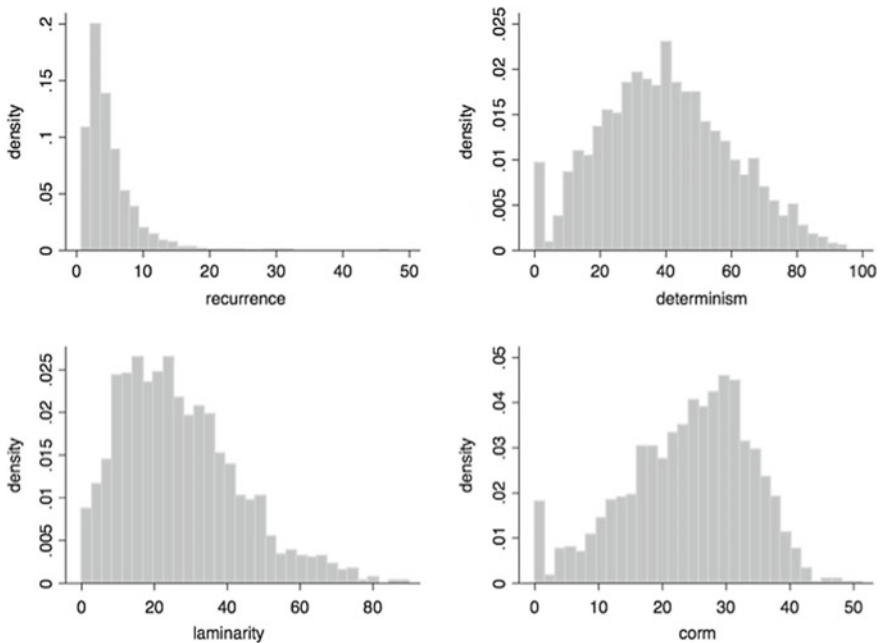 density
0 .05 .1 .15 .2
0 10 20 30 40 50
recurrence
density
0 .005 .01 .015 .02 .025
0 20 40 60 80 100
determinism
density
0 .005 .01 .015 .02 .025
0 20 40 60 80
laminarity
density
0 .01 .02 .03 .04 .05
0 10 20 30 40 50
corm